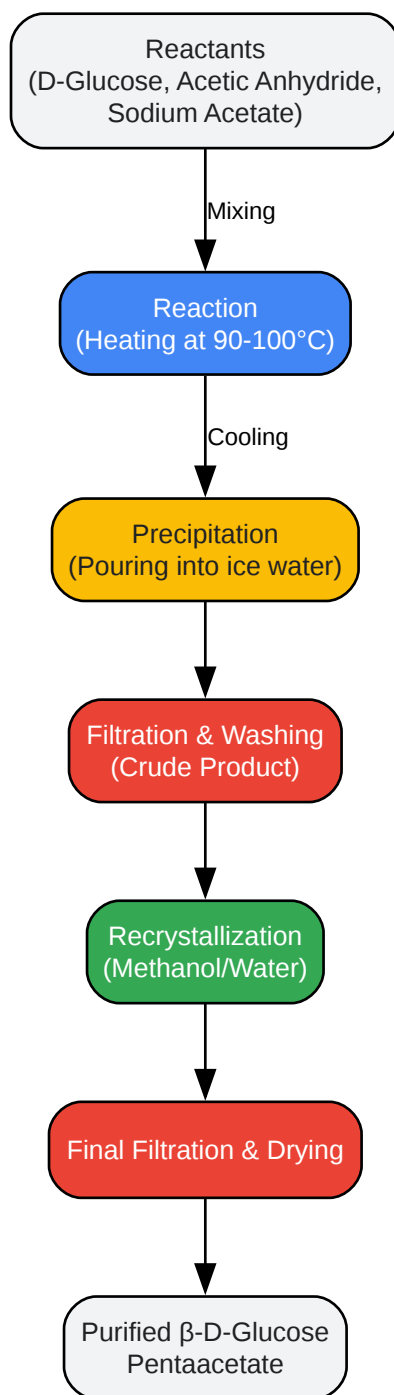 Reactants
(D-Glucose, Acetic Anhydride,
Sodium Acetate)
Mixing
Reaction
(Heating at 90-100°C)
Cooling
Precipitation
(Pouring into ice water)
Filtration & Washing
(Crude Product)
Recrystallization
(Methanol/Water)
Final Filtration & Drying
Purified β-D-Glucose
Pentaacetate